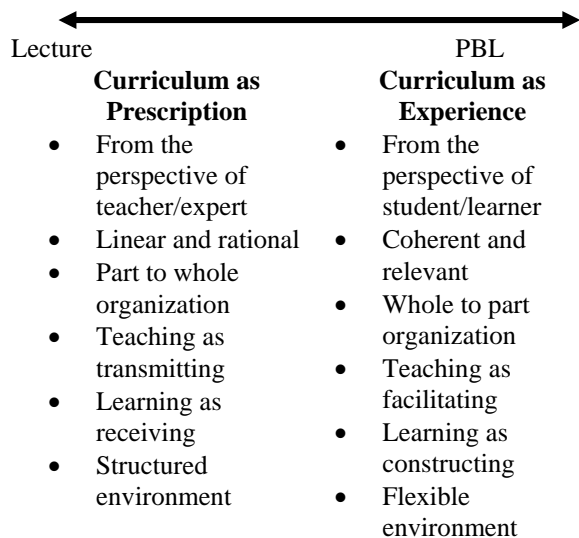 Lecture PBL
Curriculum as
Prescription
• From the
perspective of
teacher/expert
• Linear and rational
• Part to whole
organization
• Teaching as
transmitting
• Learning as
receiving
• Structured
environment
Curriculum as
Experience
• From the
perspective of
student/learner
• Coherent and
relevant
• Whole to part
organization
• Teaching as
facilitating
• Learning as
constructing
• Flexible
environment